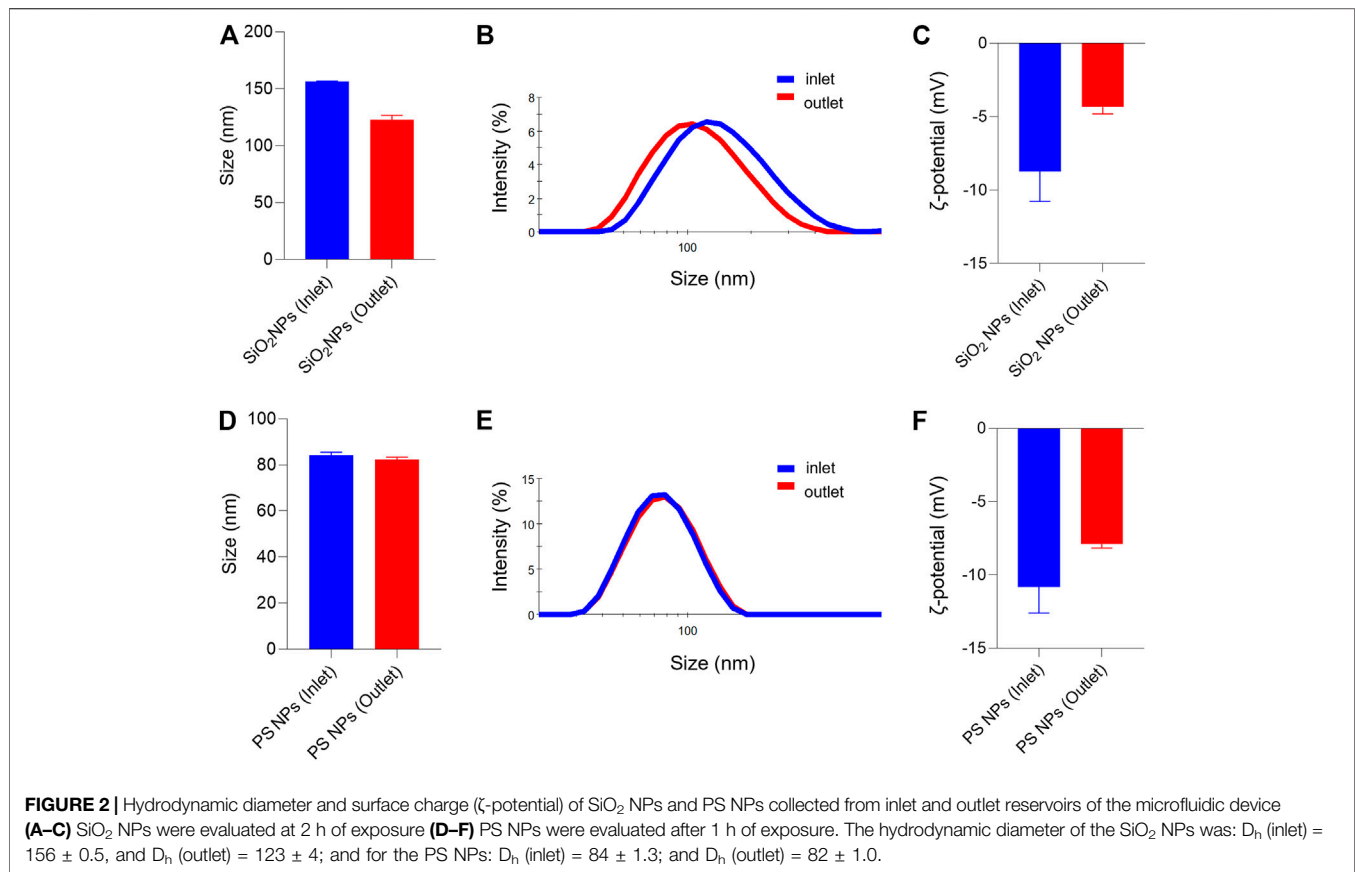 A
200
150
100
50
0
Size (nm)
SiO₂NPs (Inlet)
SiO₂NPs (Outlet)
B
inlet
outlet
8
6
4
2
0
Intensity (%)
100
Size (nm)
C
0
-5
-10
-15
ζ-potential (mV)
SiO₂ NPs (Inlet)
SiO₂ NPs (Outlet)
D
100
80
60
40
20
0
Size (nm)
PS NPs (Inlet)
PS NPs (Outlet)
E
inlet
outlet
15
10
5
0
Intensity (%)
100
Size (nm)
F
0
-5
-10
-15
ζ-potential (mV)
PS NPs (Inlet)
PS NPs (Outlet)
FIGURE 2 | Hydrodynamic diameter and surface charge (ζ-potential) of SiO₂ NPs and PS NPs collected from inlet and outlet reservoirs of the microfluidic device
(A–C) SiO₂ NPs were evaluated at 2 h of exposure (D–F) PS NPs were evaluated after 1 h of exposure. The hydrodynamic diameter of the SiO₂ NPs was: Dₕ (inlet) =
156 ± 0.5, and Dₕ (outlet) = 123 ± 4; and for the PS NPs: Dₕ (inlet) = 84 ± 1.3; and Dₕ (outlet) = 82 ± 1.0.